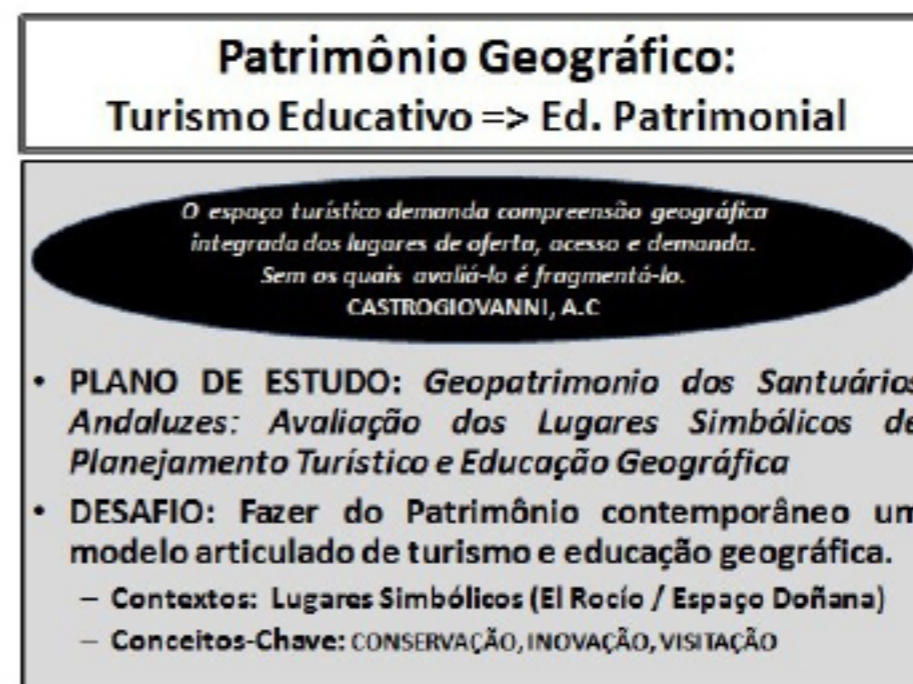 Patrimônio Geográfico:
Turismo Educativo => Ed. Patrimonial
O espaço turístico demanda compreensão geográfica
integrada dos lugares de oferta, acesso e demanda.
Sem os quais avaliá-lo é fragmentá-lo.
CASTROGIOVANNI, A.C
• PLANO DE ESTUDO: Geopatrimonio dos Santuários
Andaluzes: Avaliação dos Lugares Simbólicos de
Planejamento Turístico e Educação Geográfica
• DESAFIO: Fazer do Patrimônio contemporâneo um
modelo articulado de turismo e educação geográfica.
– Contextos: Lugares Simbólicos (El Rocío / Espaço Doñana)
– Conceitos-Chave: CONSERVAÇÃO, INOVAÇÃO, VISITAÇÃO